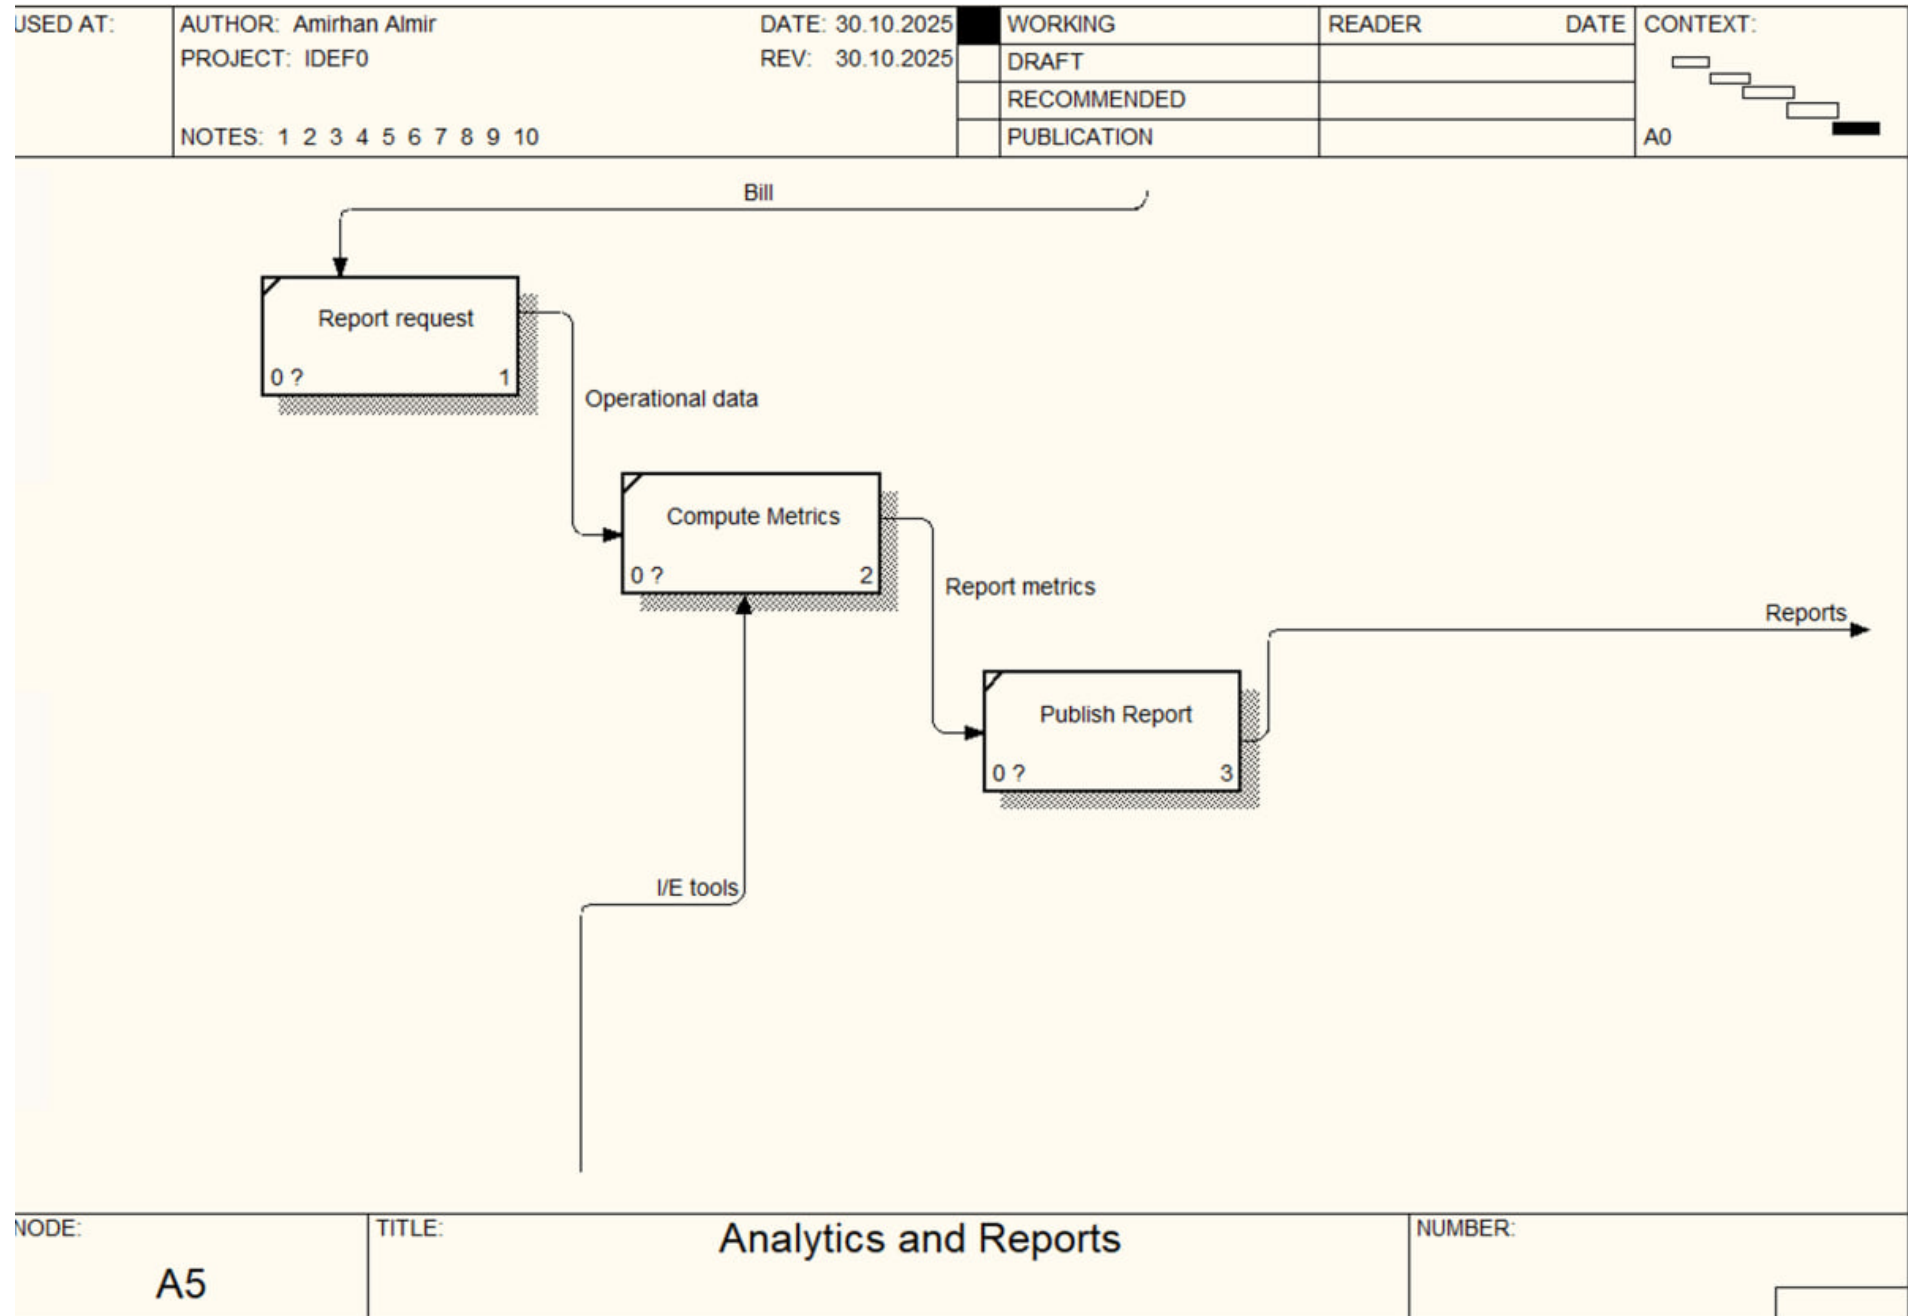 USED AT:
AUTHOR: Amirhan Almir
DATE: 30.10.2025
PROJECT: IDEF0
REV: 30.10.2025
NOTES: 1 2 3 4 5 6 7 8 9 10
WORKING
DRAFT
RECOMMENDED
PUBLICATION
READER DATE
CONTEXT:
A0
Bill
Report request
0 ? 1
Operational data
Compute Metrics
0 ? 2
Report metrics
Reports
Publish Report
0 ? 3
I/E tools
NODE:
A5
TITLE:
Analytics and Reports
NUMBER: